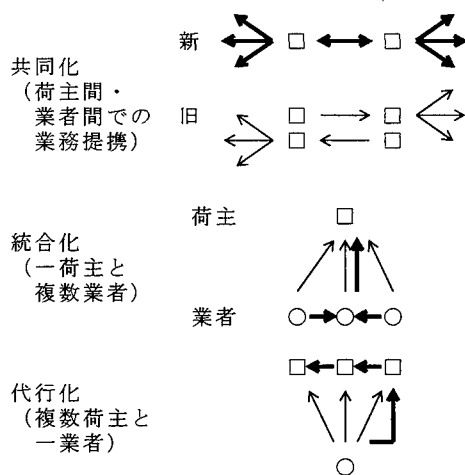 新
共同化
(荷主間・
業者間での
業務提携)
旧
荷主
統合化
(一荷主と
複数業者)
業者
代行化
(複数荷主と
一業者)